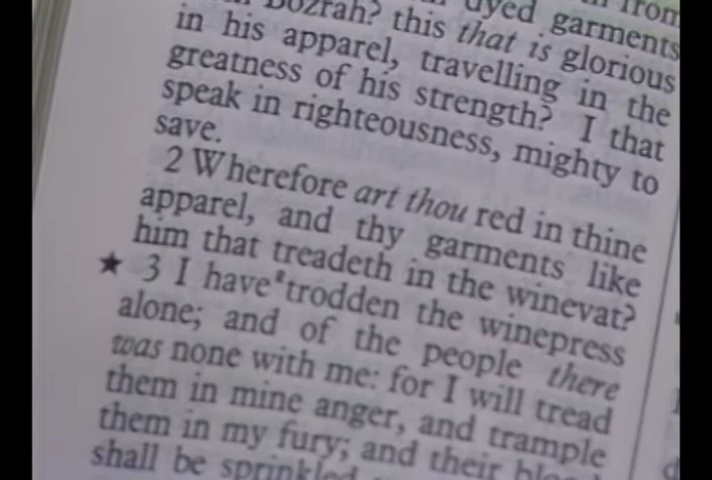 Bozrah? this that is glorious
in his apparel, travelling in the
greatness of his strength? I that
speak in righteousness, mighty to
save.
2 Wherefore art thou red in thine
apparel, and thy garments like
him that treadeth in the winevat?
★ 3 I have trodden the winepress
alone; and of the people there
was none with me: for I will tread
them in mine anger, and trample
them in my fury; and their
shall be sprinkled
dyed garments
from